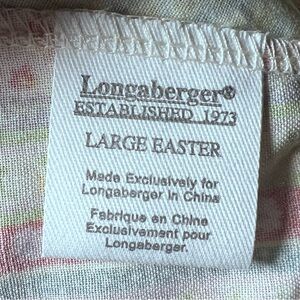 Longaberger®
ESTABLISHED 1973
LARGE EASTER
Made Exclusively for
Longaberger in China
Fabrique en Chine
Exclusivement pour
Longaberger.